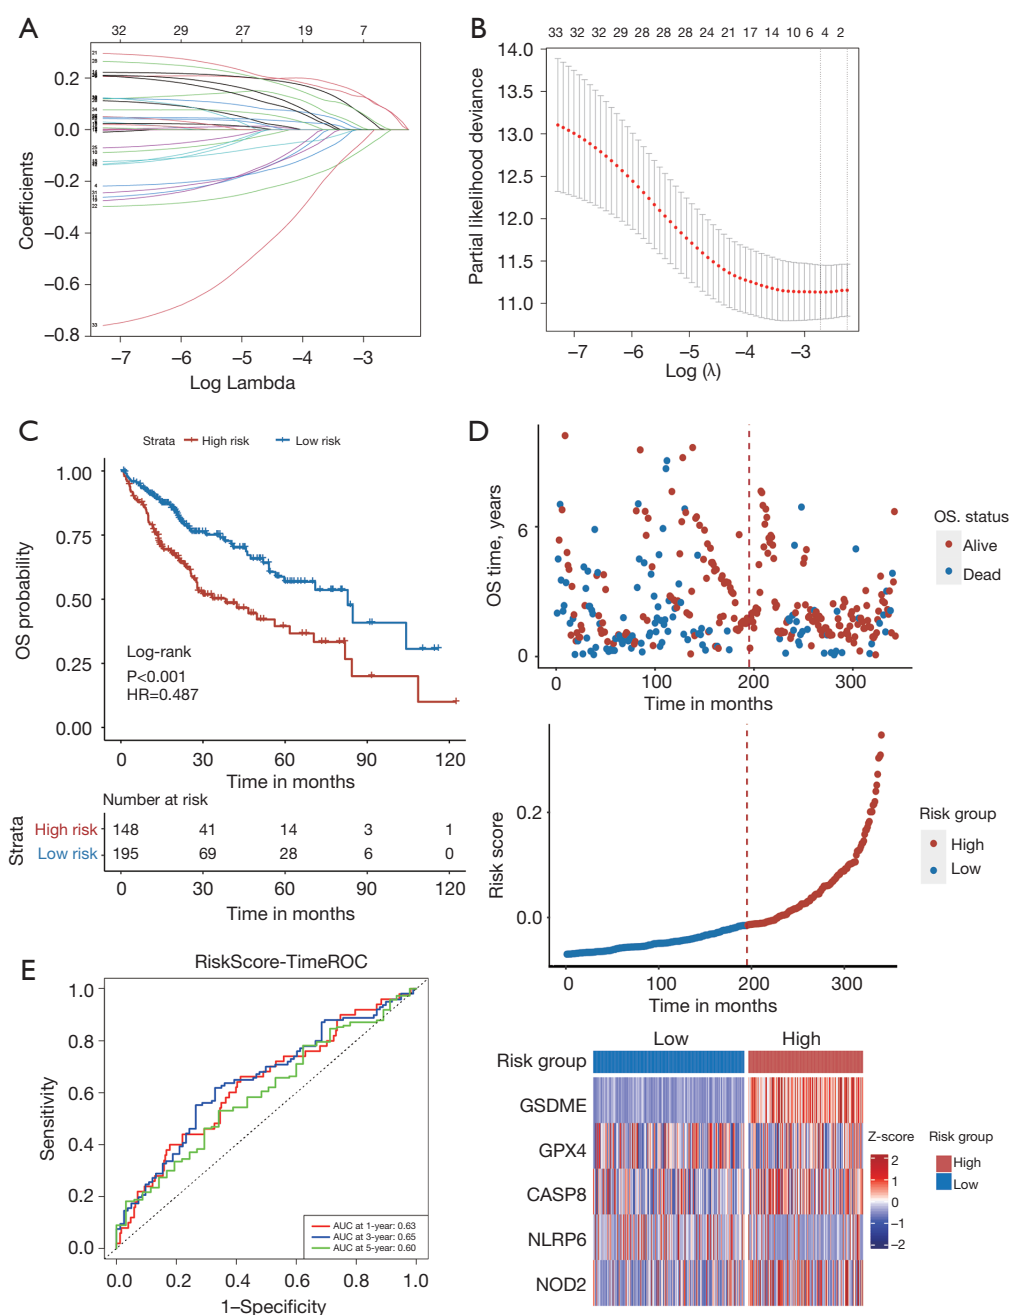 A
32 29 27 19 7
Coefficients
0.2
0.0
−0.2
−0.4
−0.6
−0.8
21
28
25
10
4
31
11
19
22
33
−7 −6 −5 −4 −3
Log Lambda
B
33 32 32 29 28 28 28 24 21 17 14 10 6 4 2
Partial likelihood deviance
14.0
13.5
13.0
12.5
12.0
11.5
11.0
−7 −6 −5 −4 −3
Log (λ)
C
Strata High risk Low risk
OS probability
1.00
0.75
0.50
0.25
0.00
Log-rank
P<0.001
HR=0.487
0 30 60 90 120
Time in months
Number at risk
Strata
High risk 148 41 14 3 1
Low risk 195 69 28 6 0
0 30 60 90 120
Time in months
D
OS time, years
6
0
0 100 200 300
Time in months
OS. status
Alive
Dead
Risk score
0.2
0.0
0 100 200 300
Time in months
Risk group
High
Low
Low High
Risk group
GSDME
GPX4
CASP8
NLRP6
NOD2
Z-score
2
1
0
−1
−2
Risk group
High
Low
E
RiskScore-TimeROC
Sensitivity
1.0
0.8
0.6
0.4
0.2
0.0
AUC at 1-year: 0.63
AUC at 3-year: 0.65
AUC at 5-year: 0.60
0.0 0.2 0.4 0.6 0.8 1.0
1−Specificity